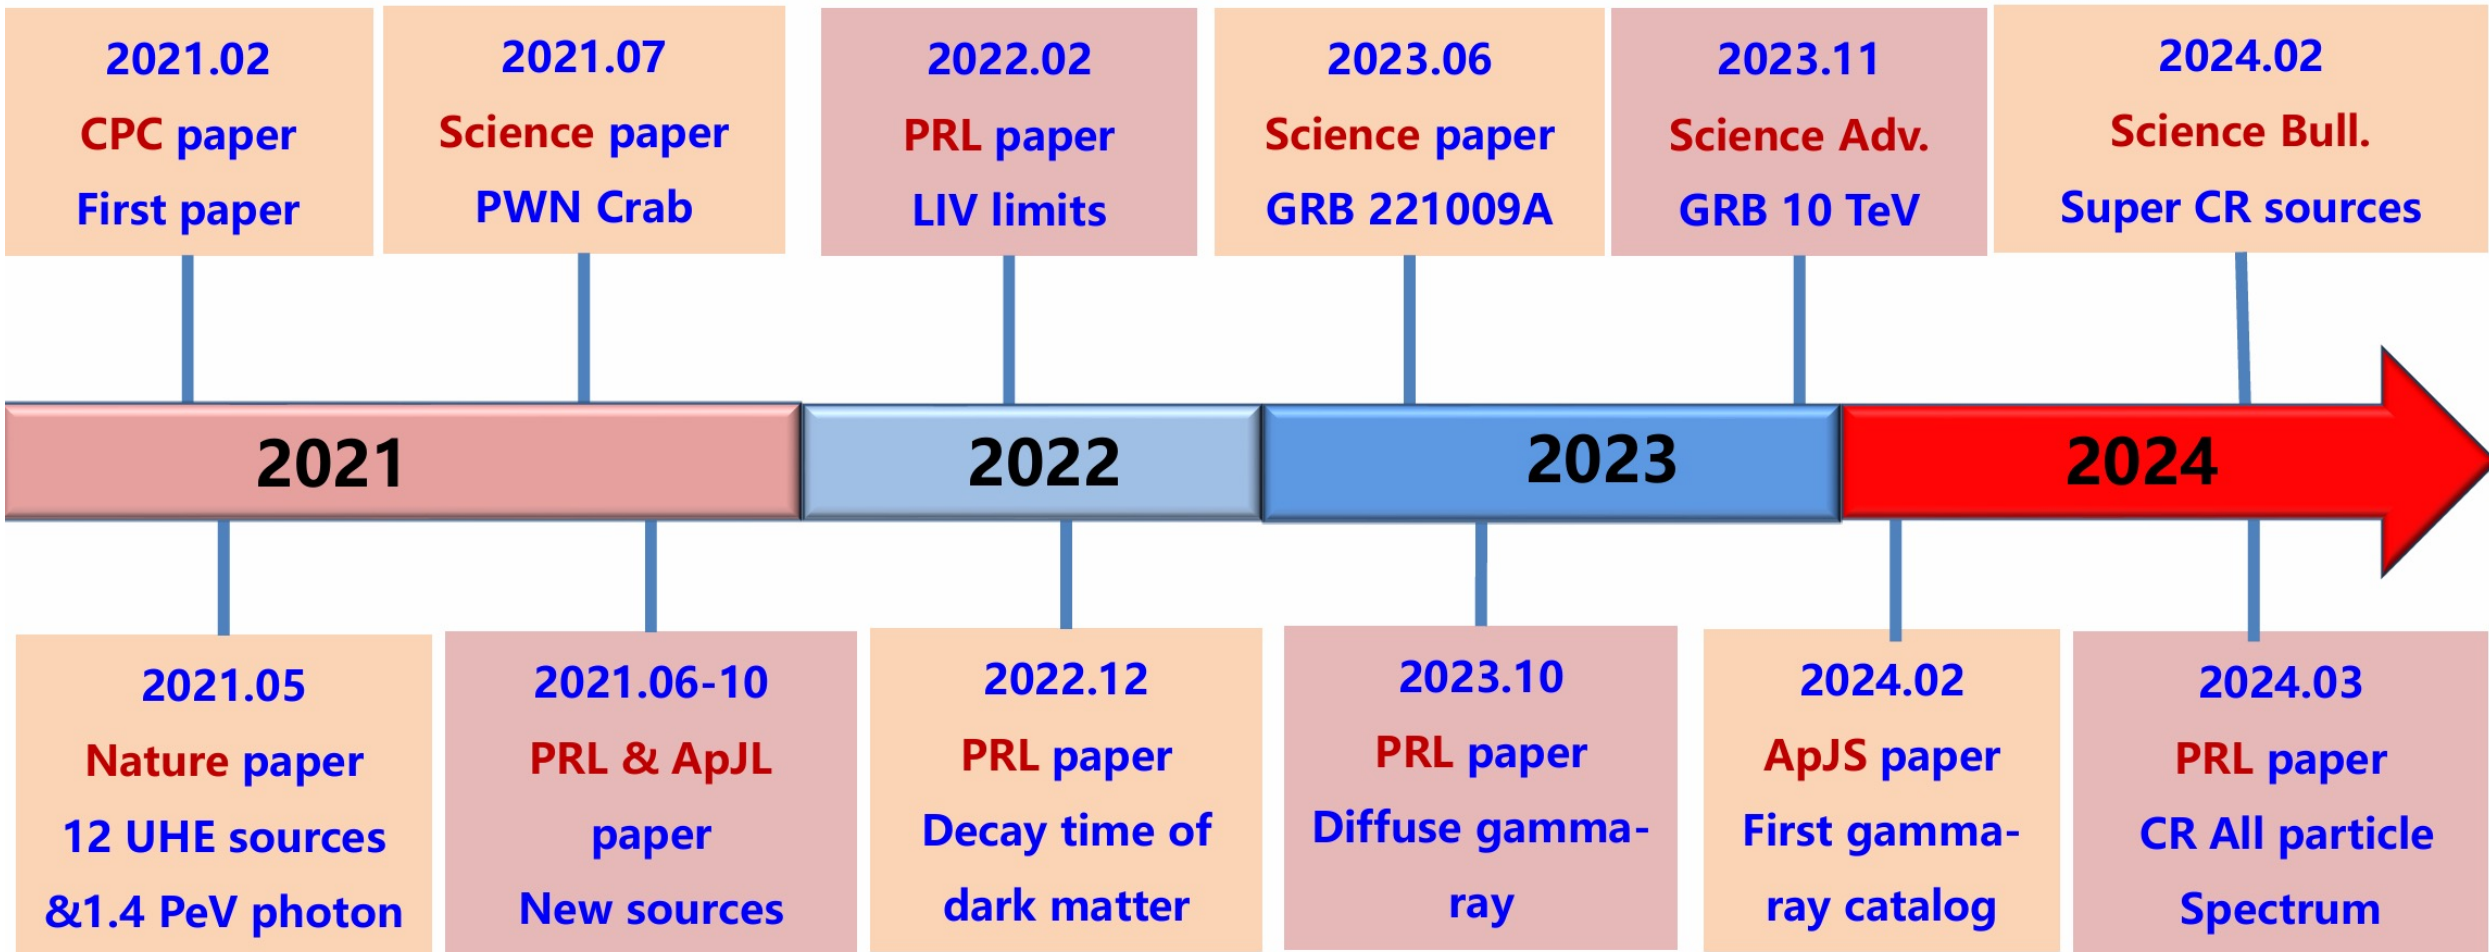 2021.02
CPC paper
First paper
2021.07
Science paper
PWN Crab
2022.02
PRL paper
LIV limits
2023.06
Science paper
GRB 221009A
2023.11
Science Adv.
GRB 10 TeV
2024.02
Science Bull.
Super CR sources
2021
2022
2023
2024
2021.05
Nature paper
12 UHE sources
&1.4 PeV photon
2021.06-10
PRL & ApJL
paper
New sources
2022.12
PRL paper
Decay time of
dark matter
2023.10
PRL paper
Diffuse gamma-
ray
2024.02
ApJS paper
First gamma-
ray catalog
2024.03
PRL paper
CR All particle
Spectrum